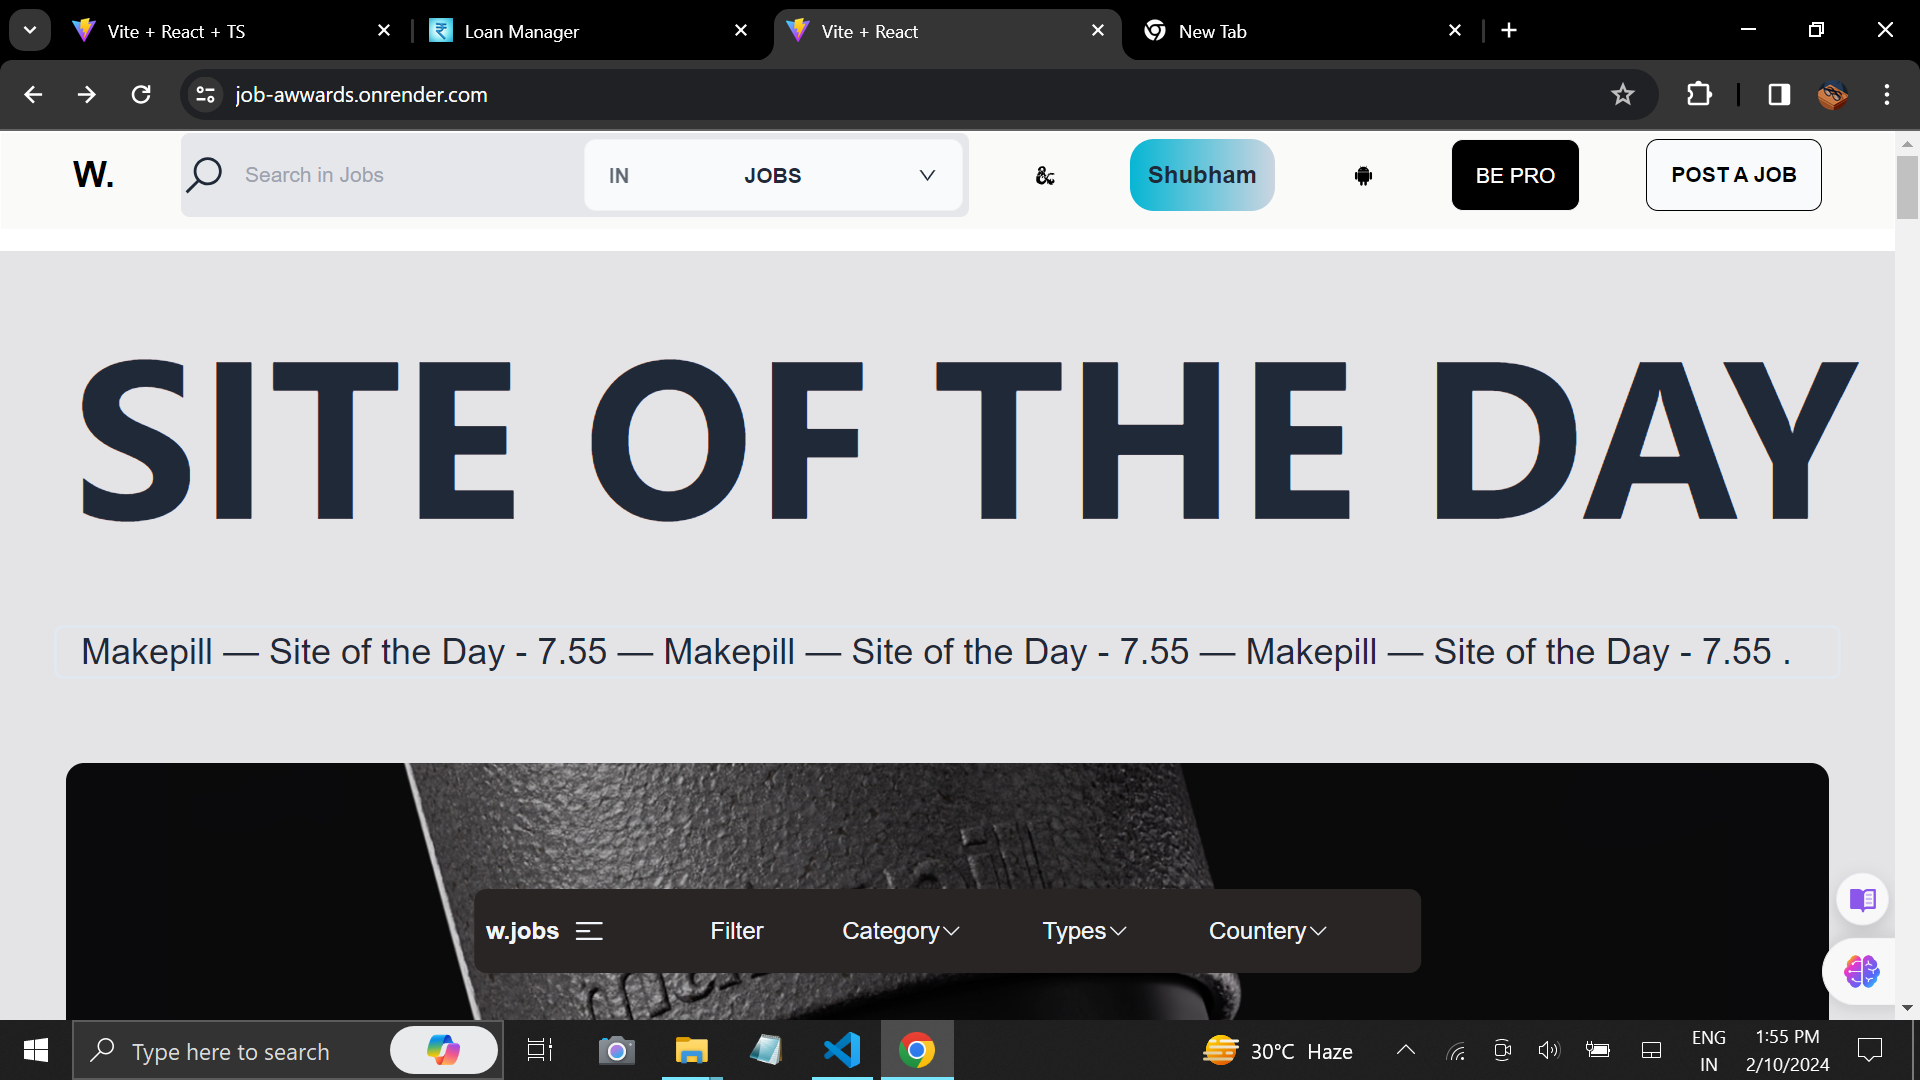 Vite + React + TS
Loan Manager
Vite + React
New Tab
job-awwards.onrender.com
W.
Search in Jobs
IN
JOBS
&
Shubham
BE PRO
POST A JOB
SITE OF THE DAY
Makepill — Site of the Day - 7.55 — Makepill — Site of the Day - 7.55 — Makepill — Site of the Day - 7.55 .
w.jobs
Filter
Category
Types
Countery
Type here to search
30°C Haze
ENG
IN
1:55 PM
2/10/2024